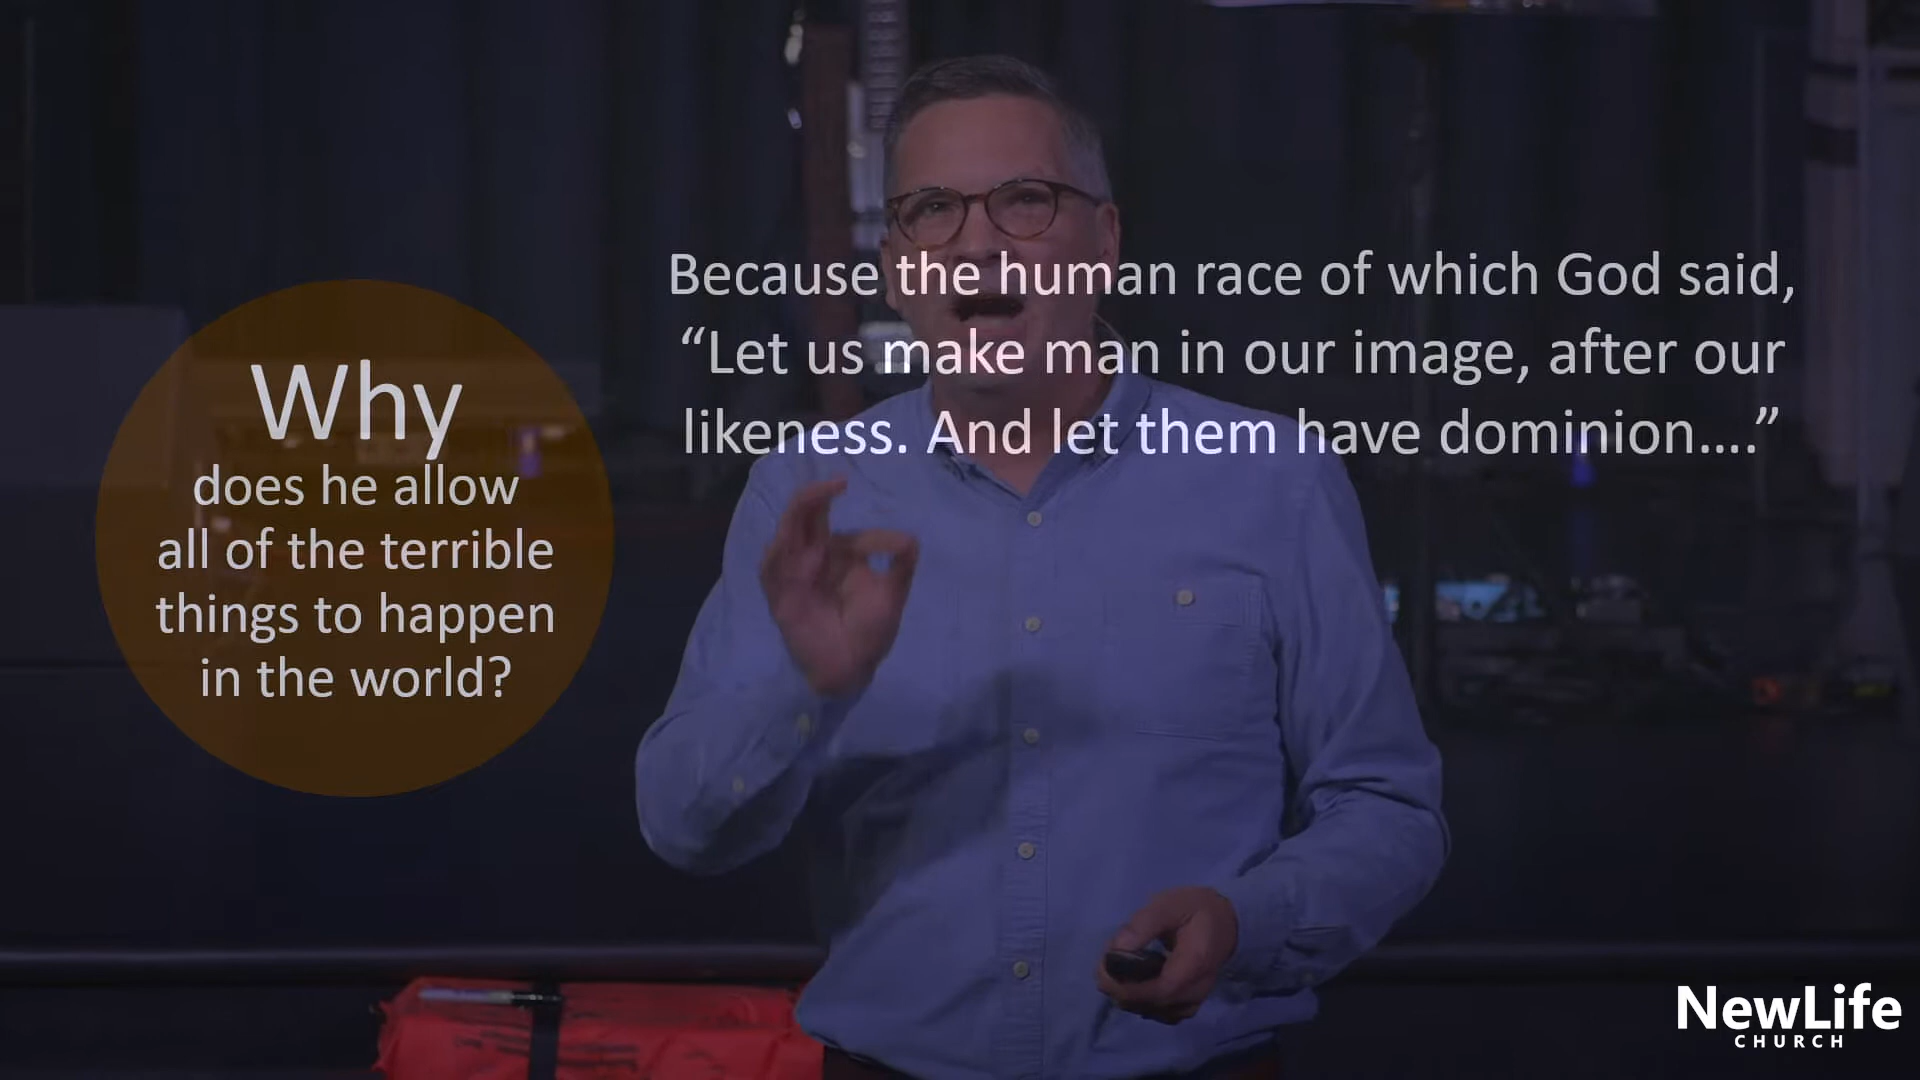 Why
does he allow
all of the terrible
things to happen
in the world?
Because the human race of which God said,
“Let us make man in our image, after our
likeness. And let them have dominion....”
NewLife
CHURCH